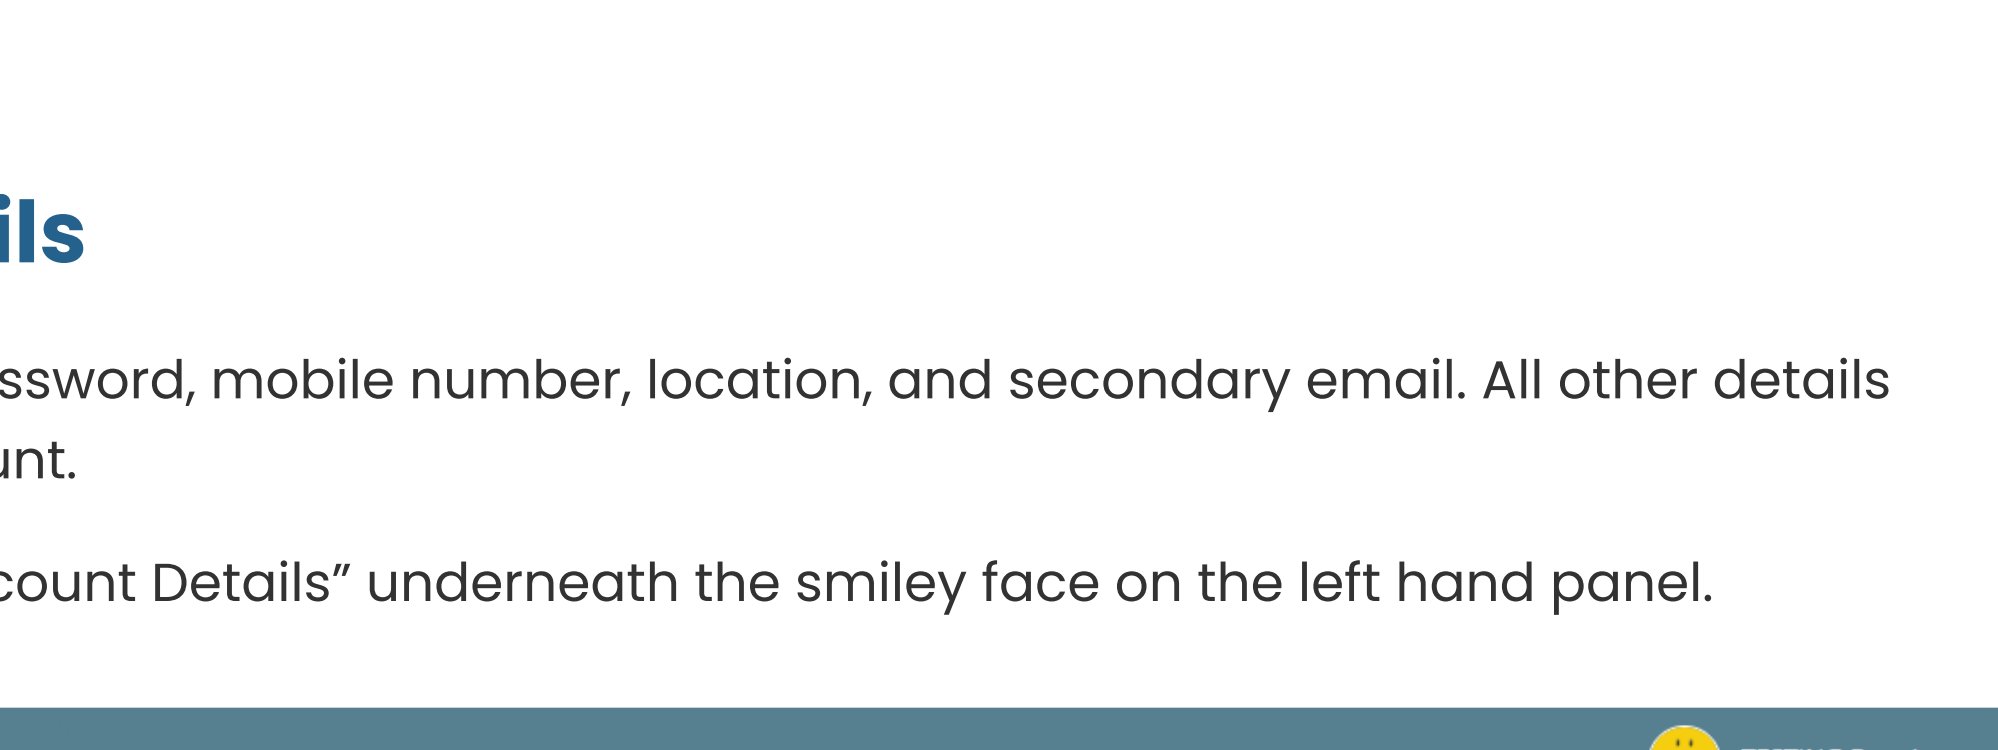 ils
ssword, mobile number, location, and secondary email. All other details
unt.
count Details” underneath the smiley face on the left hand panel.